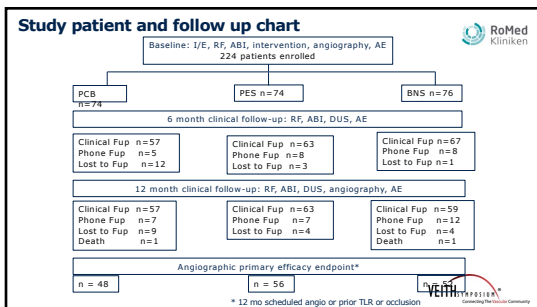 Study patient and follow up chart
RoMed
Kliniken
Baseline: I/E, RF, ABI, intervention, angiography, AE
224 patients enrolled
PCB
n=74
PES n=74
BNS n=76
6 month clinical follow-up: RF, ABI, DUS, AE
Clinical Fup n=57
Phone Fup n=5
Lost to Fup n=12
Clinical Fup n=63
Phone Fup n=8
Lost to Fup n=3
Clinical Fup n=67
Phone Fup n=8
Lost to Fup n=1
12 month clinical follow-up: RF, ABI, DUS, angiography, AE
Clinical Fup n=57
Phone Fup n=7
Lost to Fup n=9
Death n=1
Clinical Fup n=63
Phone Fup n=7
Lost to Fup n=4
Clinical Fup n=59
Phone Fup n=12
Lost to Fup n=4
Death n=1
Angiographic primary efficacy endpoint*
n = 48
n = 56
VEITHSYMPOSIUM
Connecting The Vascular Community
* 12 mo scheduled angio or prior TLR or occlusion